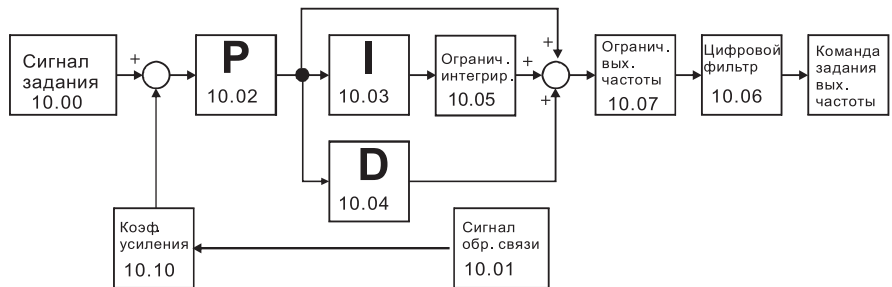 Сигнал
задания
10.00
+
P
10.02
I
10.03
Огранич.
интегрир.
10.05
+
+
+
Огранич.
вых.
частоты
10.07
Цифровой
фильтр
10.06
Команда
задания
вых.
частоты
D
10.04
Коэф.
усиления
10.10
Сигнал
обр. связи
10.01